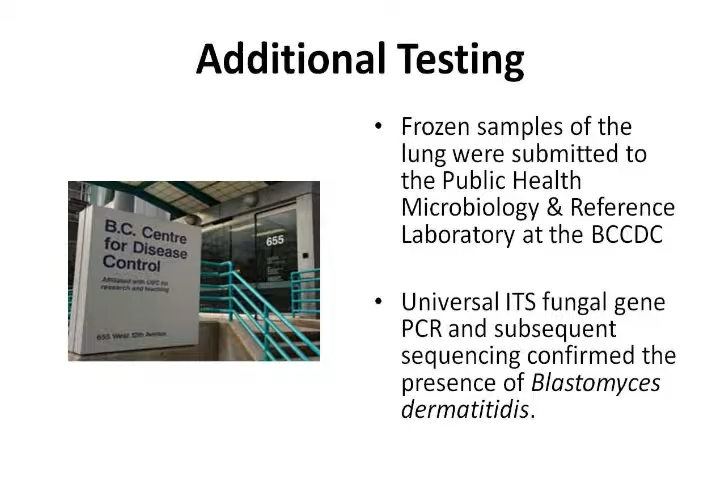 Additional Testing
• Frozen samples of the
lung were submitted to
the Public Health
Microbiology & Reference
Laboratory at the BCCDC
• Universal ITS fungal gene
PCR and subsequent
sequencing confirmed the
presence of Blastomyces
dermatitidis.
B.C. Centre
for Disease
Control
Affiliated with UBC for
research and teaching
655 West 12th Avenue
655